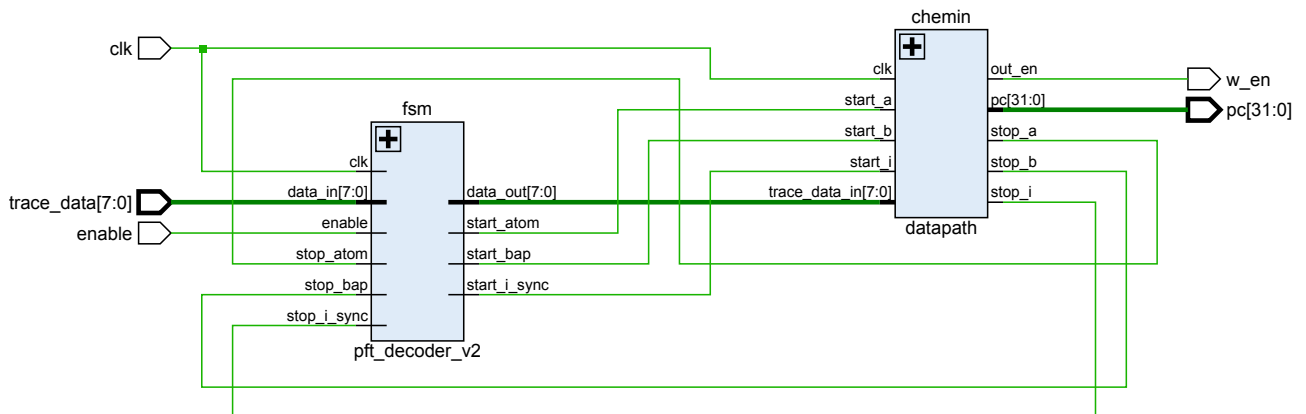 chemin
clk
clk
out_en
w_en
start_a
pc[31:0]
pc[31:0]
fsm
start_b
stop_a
clk
start_i
stop_b
trace_data[7:0]
data_in[7:0]
data_out[7:0]
trace_data_in[7:0]
stop_i
enable
enable
start_atom
datapath
stop_atom
start_bap
stop_bap
start_i_sync
stop_i_sync
pft_decoder_v2